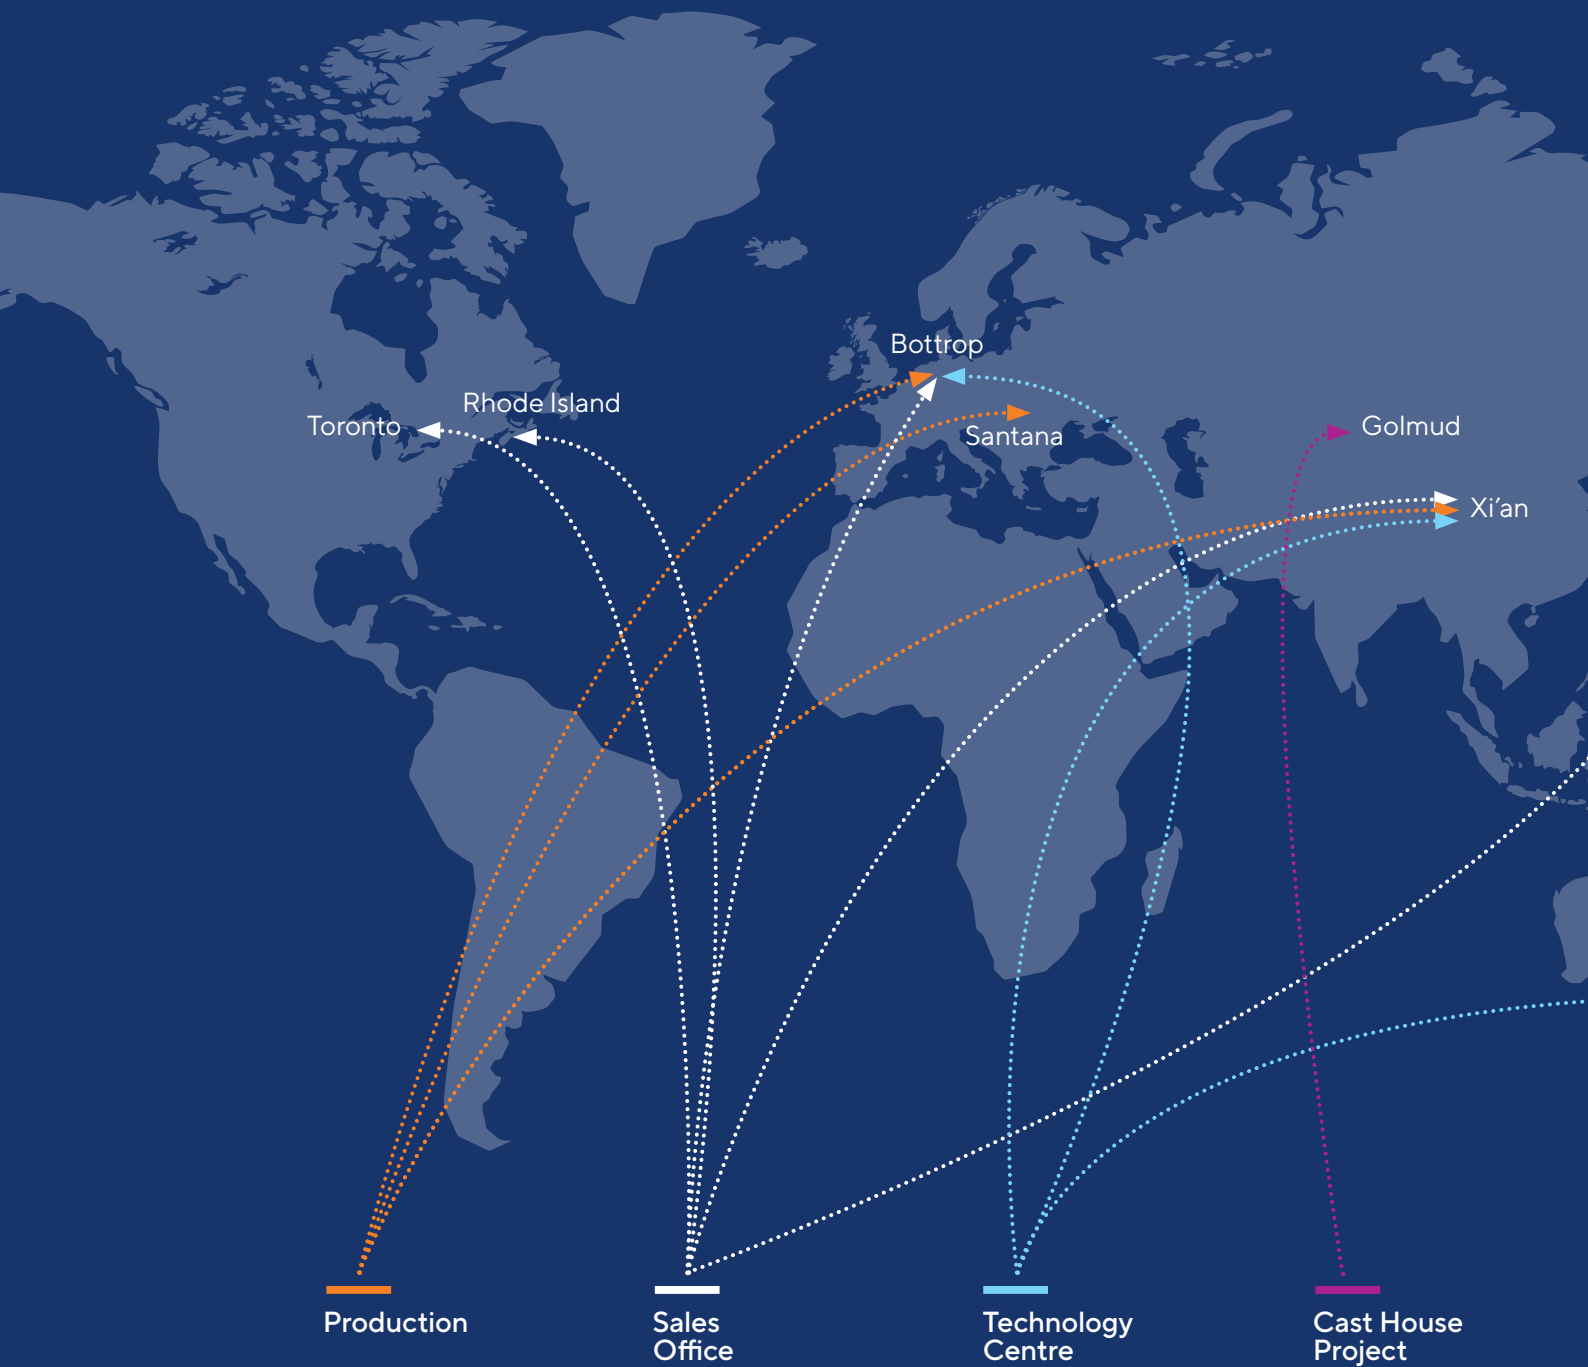 Bottrop
Rhode Island
Toronto
Santana
Golmud
Xi’an
Production
Sales
Office
Technology
Centre
Cast House
Project